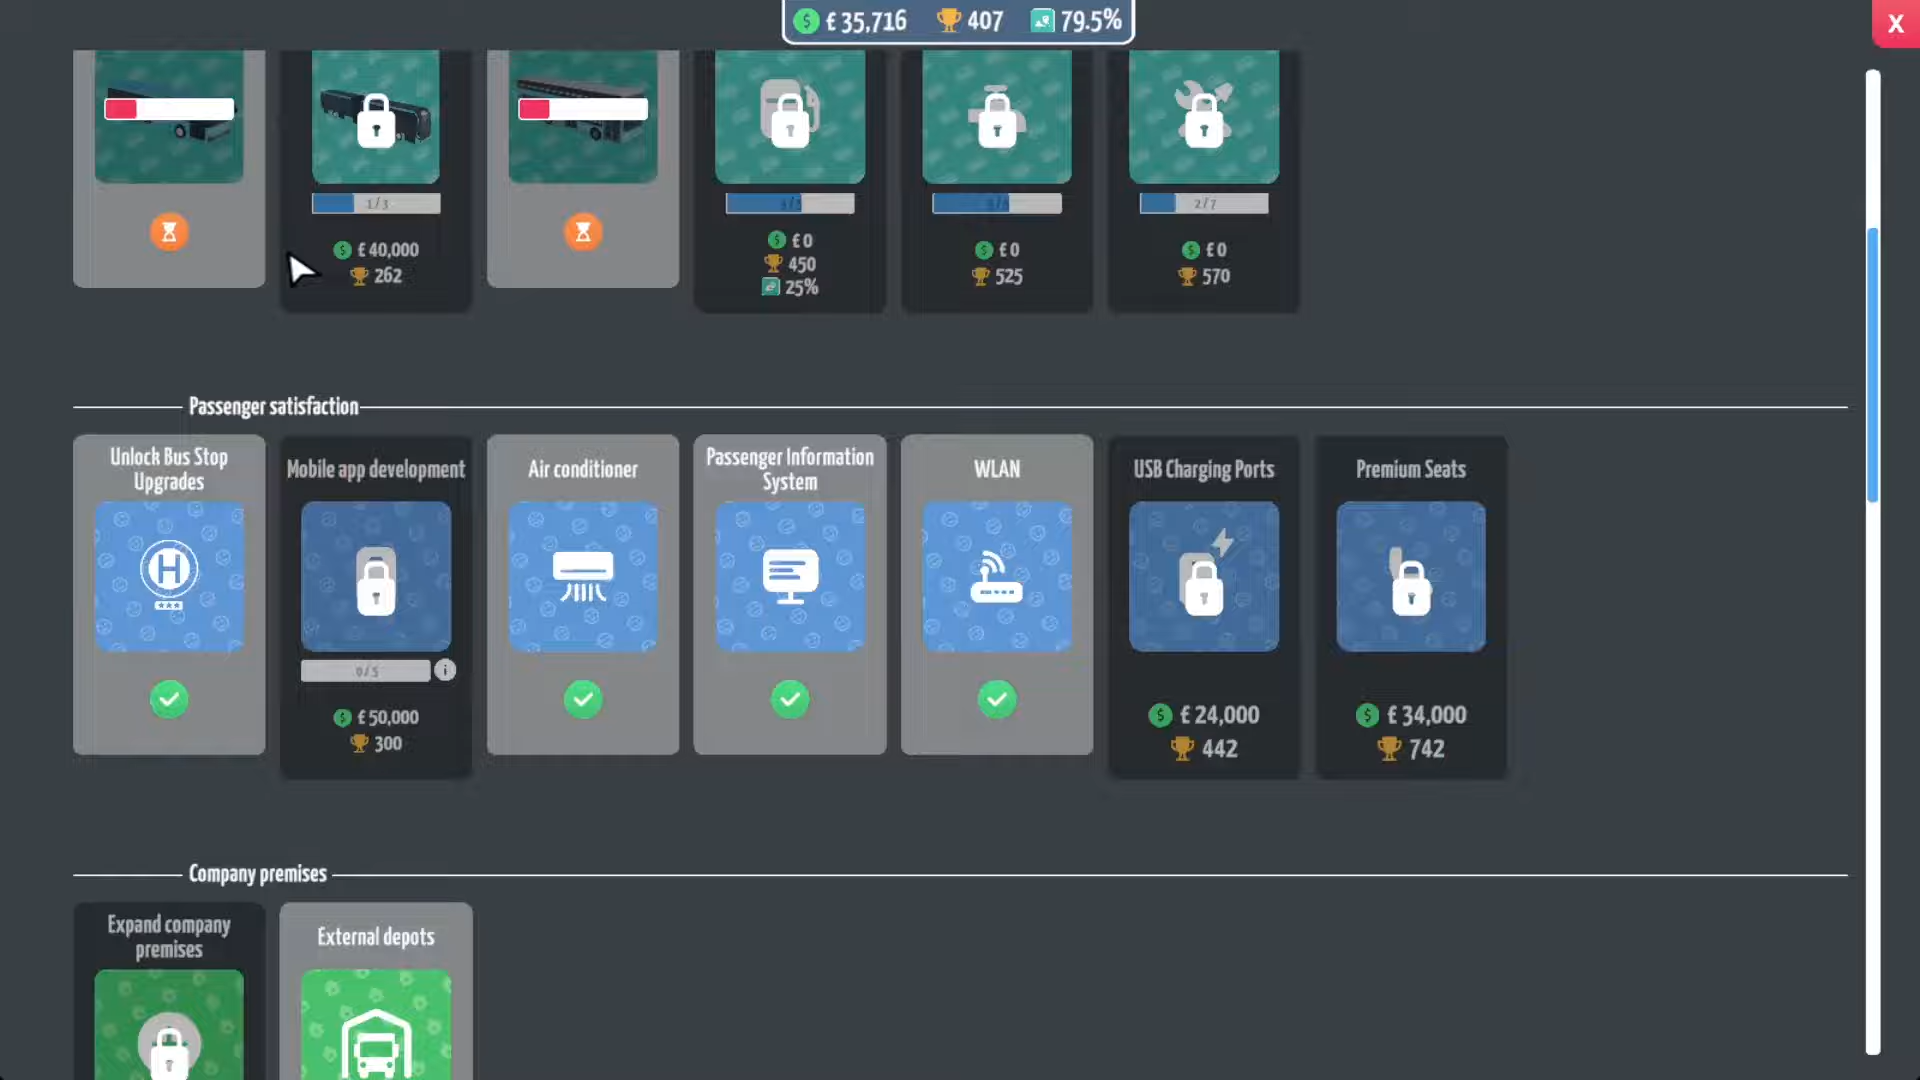 £ 35,716 407 79.5%
X
1/3
2/7
£ 40,000
262
£ 0
450
25%
£ 0
525
£ 0
570
Passenger satisfaction
Unlock Bus Stop
Upgrades
Mobile app development
Air conditioner
Passenger Information
System
WLAN
USB Charging Ports
Premium Seats
H
0/5
i
£ 50,000
300
£ 24,000
442
£ 34,000
742
Company premises
Expand company
premises
External depots